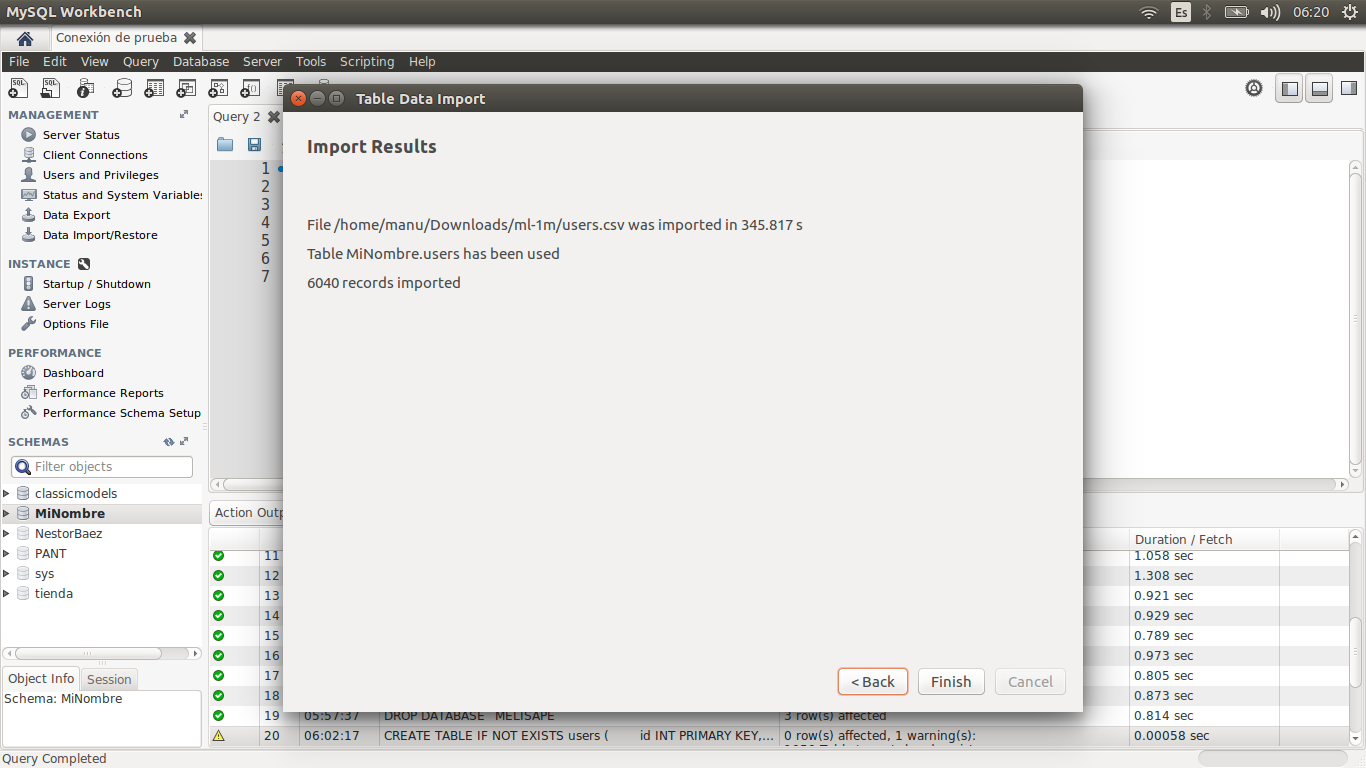 MySQL Workbench
Es
06:20
Conexión de prueba
File Edit View Query Database Server Tools Scripting Help
MANAGEMENT
Server Status
Client Connections
Users and Privileges
Status and System Variables
Data Export
Data Import/Restore
INSTANCE
Startup / Shutdown
Server Logs
Options File
PERFORMANCE
Dashboard
Performance Reports
Performance Schema Setup
SCHEMAS
Filter objects
classicmodels
MiNombre
NestorBaez
PANT
sys
tienda
Object Info Session
Schema: MiNombre
Query Completed
Query 2
1
2
3
4
5
6
7
Table Data Import
Import Results
File /home/manu/Downloads/ml-1m/users.csv was imported in 345.817 s
Table MiNombre.users has been used
6040 records imported
< Back Finish Cancel
Action Outp
Duration / Fetch
11 1.058 sec
12 1.308 sec
13 0.921 sec
14 0.929 sec
15 0.789 sec
16 0.973 sec
17 0.805 sec
18 0.873 sec
19 05:57:37 DROP DATABASE MELISAPE 3 row(s) affected 0.814 sec
20 06:02:17 CREATE TABLE IF NOT EXISTS users ( id INT PRIMARY KEY,... 0 row(s) affected, 1 warning(s): 0.00058 sec